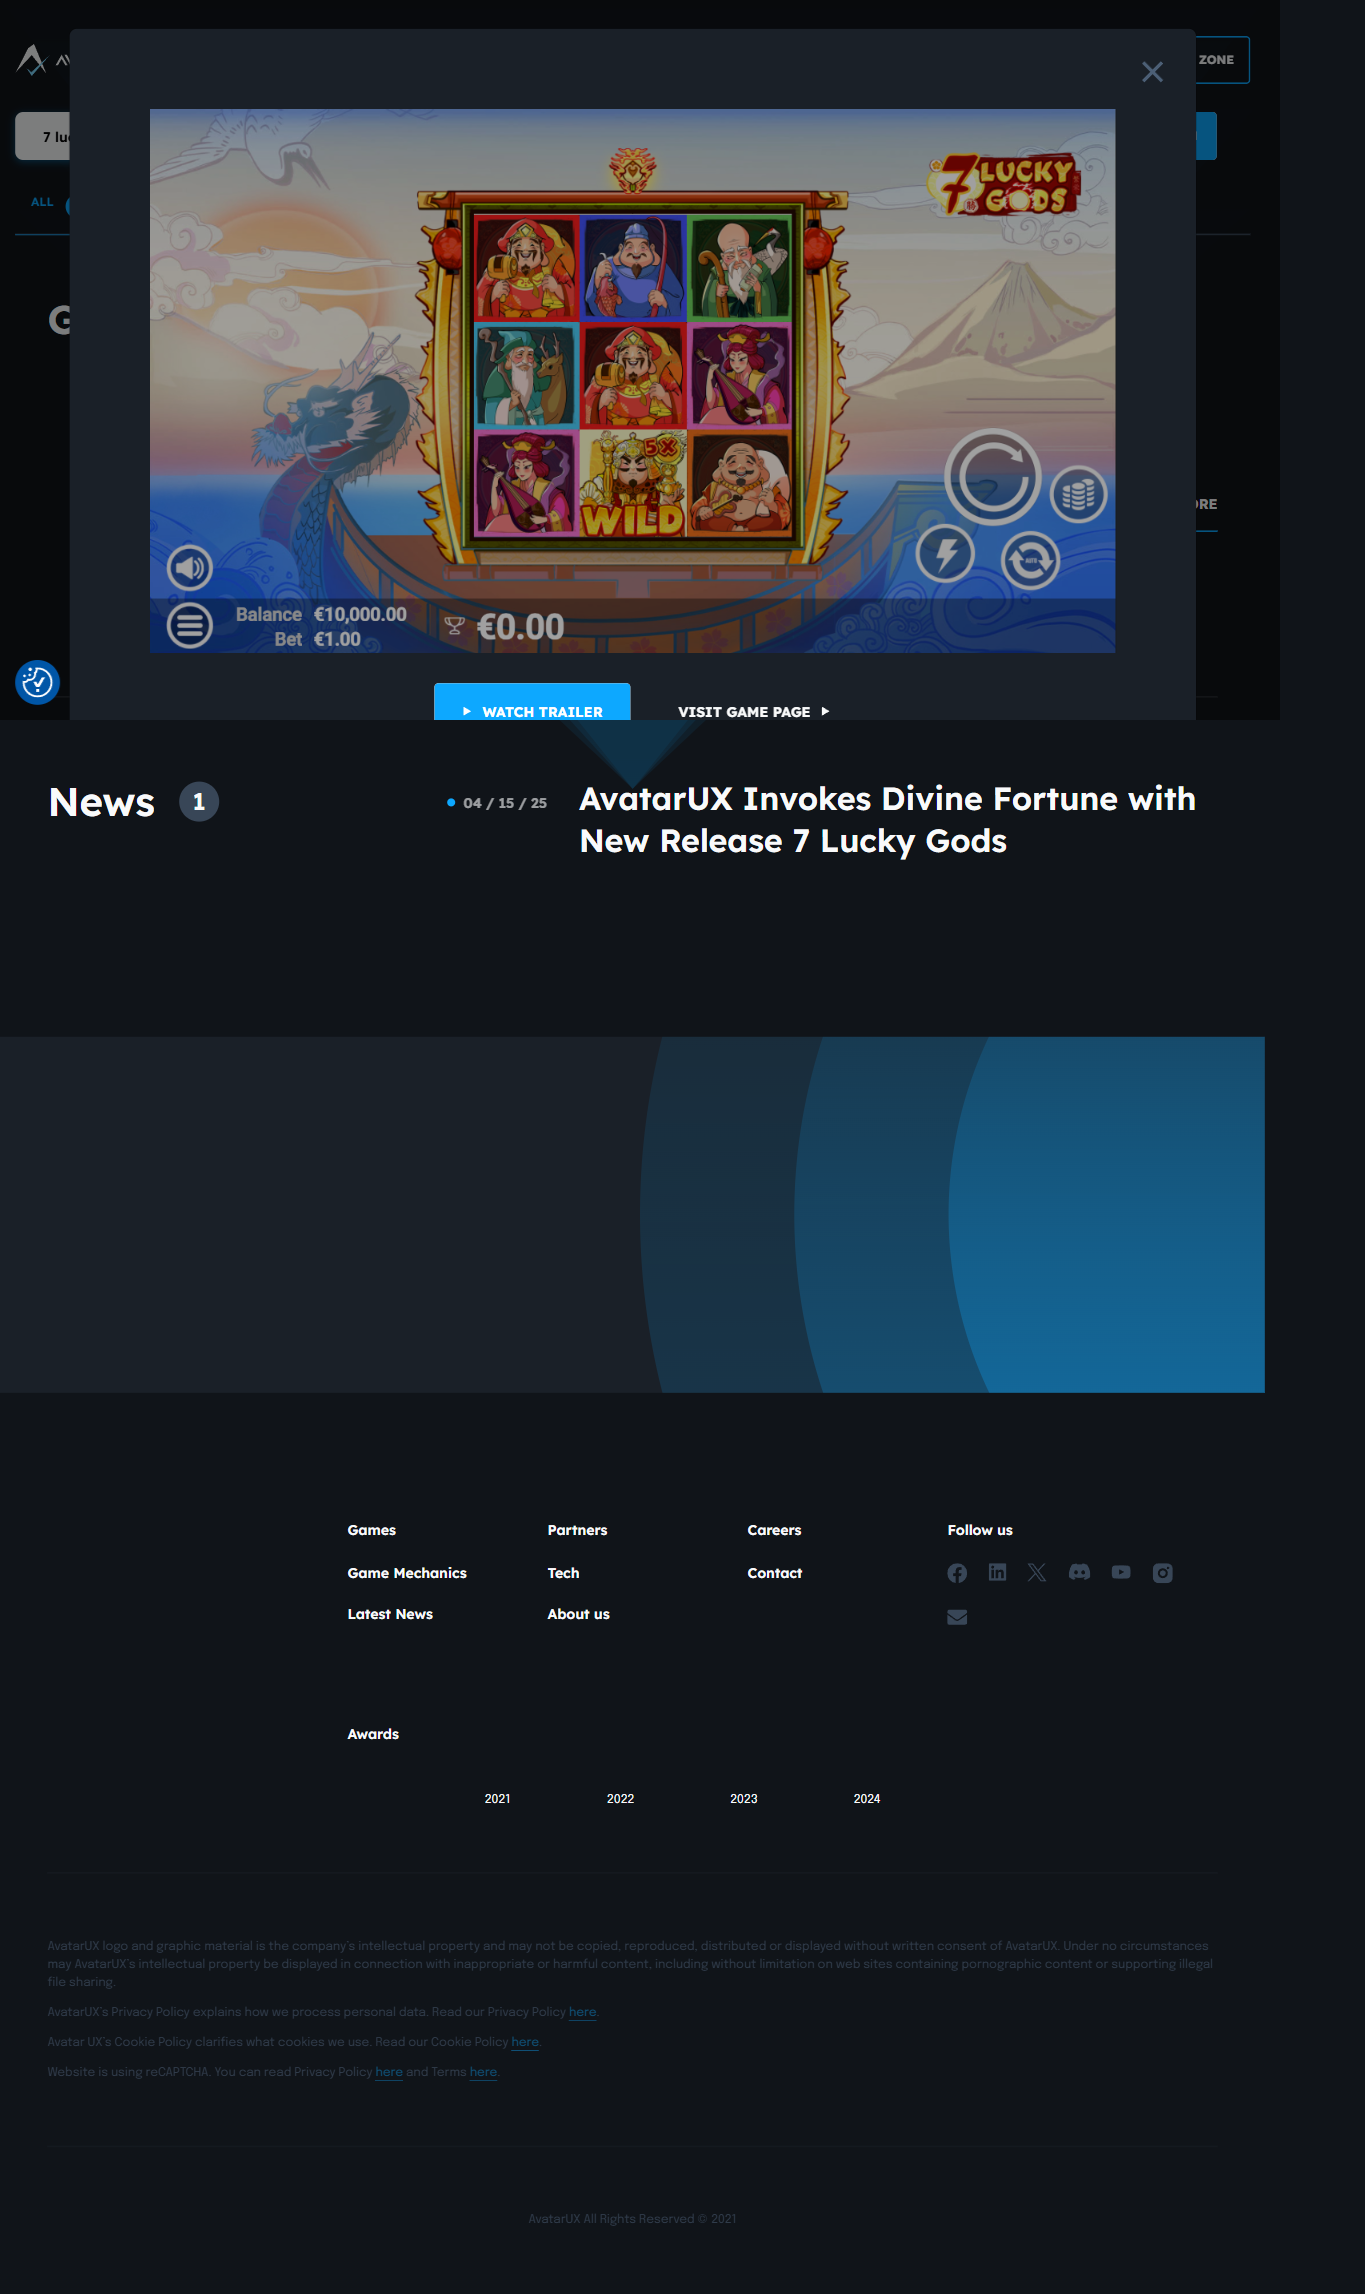 ZONE
7 lu
ALL
G
ORE
7 LUCKY
GODS
5X
WILD
AUTO
Balance €10,000.00
Bet €1.00
€0.00
WATCH TRAILER
VISIT GAME PAGE
News 1
04 / 15 / 25
AvatarUX Invokes Divine Fortune with
New Release 7 Lucky Gods
Games
Partners
Careers
Follow us
Game Mechanics
Tech
Contact
Latest News
About us
Awards
2021
2022
2023
2024
AvatarUX logo and graphic material is the company's intellectual property and may not be copied, reproduced, distributed or displayed without written consent of AvatarUX. Under no circumstances
may AvatarUX's intellectual property be displayed in connection with inappropriate or harmful content, including without limitation on web sites containing pornographic content or supporting illegal
file sharing.
AvatarUX's Privacy Policy explains how we process personal data. Read our Privacy Policy here.
Avatar UX's Cookie Policy clarifies what cookies we use. Read our Cookie Policy here.
Website is using reCAPTCHA. You can read Privacy Policy here and Terms here.
AvatarUX All Rights Reserved © 2021